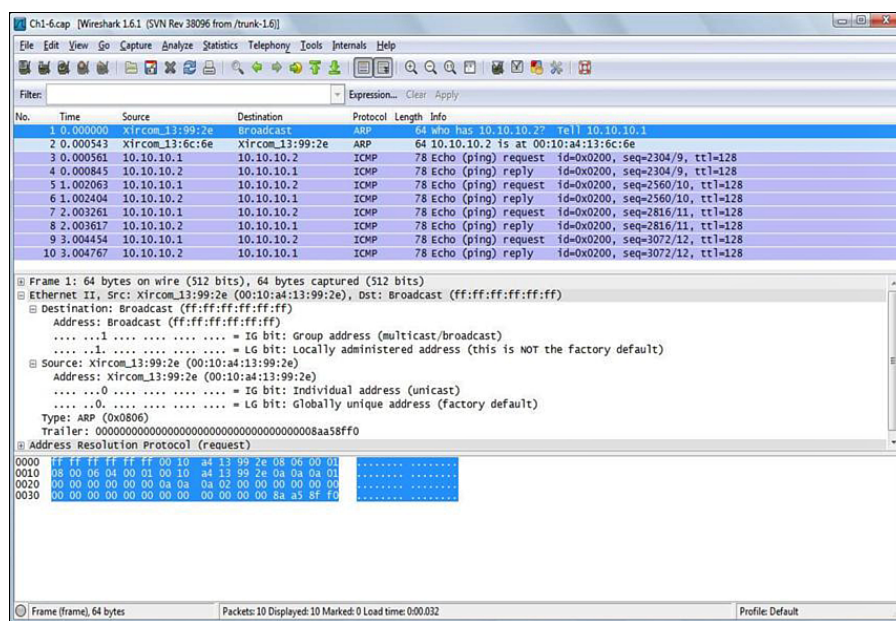 Ch1-6.cap [Wireshark 1.6.1 (SVN Rev 38096 from /trunk-1.6)]
File Edit View Go Capture Analyze Statistics Telephony Tools Internals Help
Filter: Expression... Clear Apply
No. Time Source Destination Protocol Length Info
1 0.000000 Xircom_13:99:2e Broadcast ARP 64 Who has 10.10.10.2? Tell 10.10.10.1
2 0.000543 Xircom_13:6c:6e Xircom_13:99:2e ARP 64 10.10.10.2 is at 00:10:a4:13:6c:6e
3 0.000561 10.10.10.1 10.10.10.2 ICMP 78 Echo (ping) request id=0x0200, seq=2304/9, ttl=128
4 0.000845 10.10.10.2 10.10.10.1 ICMP 78 Echo (ping) reply id=0x0200, seq=2304/9, ttl=128
5 1.002063 10.10.10.1 10.10.10.2 ICMP 78 Echo (ping) request id=0x0200, seq=2560/10, ttl=128
6 1.002404 10.10.10.2 10.10.10.1 ICMP 78 Echo (ping) reply id=0x0200, seq=2560/10, ttl=128
7 2.003261 10.10.10.1 10.10.10.2 ICMP 78 Echo (ping) request id=0x0200, seq=2816/11, ttl=128
8 2.003617 10.10.10.2 10.10.10.1 ICMP 78 Echo (ping) reply id=0x0200, seq=2816/11, ttl=128
9 3.004454 10.10.10.1 10.10.10.2 ICMP 78 Echo (ping) request id=0x0200, seq=3072/12, ttl=128
10 3.004767 10.10.10.2 10.10.10.1 ICMP 78 Echo (ping) reply id=0x0200, seq=3072/12, ttl=128
Frame 1: 64 bytes on wire (512 bits), 64 bytes captured (512 bits)
Ethernet II, Src: Xircom_13:99:2e (00:10:a4:13:99:2e), Dst: Broadcast (ff:ff:ff:ff:ff:ff)
Destination: Broadcast (ff:ff:ff:ff:ff:ff)
Address: Broadcast (ff:ff:ff:ff:ff:ff)
.... ...1 .... .... .... .... = IG bit: Group address (multicast/broadcast)
.... ..1. .... .... .... .... = LG bit: Locally administered address (this is NOT the factory default)
Source: Xircom_13:99:2e (00:10:a4:13:99:2e)
Address: Xircom_13:99:2e (00:10:a4:13:99:2e)
.... ...0 .... .... .... .... = IG bit: Individual address (unicast)
.... ..0. .... .... .... .... = LG bit: Globally unique address (factory default)
Type: ARP (0x0806)
Trailer: 000000000000000000000000000000008aa58ff0
Address Resolution Protocol (request)
0000 ff ff ff ff ff ff 00 10 a4 13 99 2e 08 06 00 01 ........ ........
0010 08 00 06 04 00 01 00 10 a4 13 99 2e 0a 0a 0a 01 ........ ........
0020 00 00 00 00 00 00 0a 0a 0a 02 00 00 00 00 00 00 ........ ........
0030 00 00 00 00 00 00 00 00 00 00 00 00 8a a5 8f f0 ........ ........
Frame (frame), 64 bytes Packets: 10 Displayed: 10 Marked: 0 Load time: 0:00.032 Profile: Default